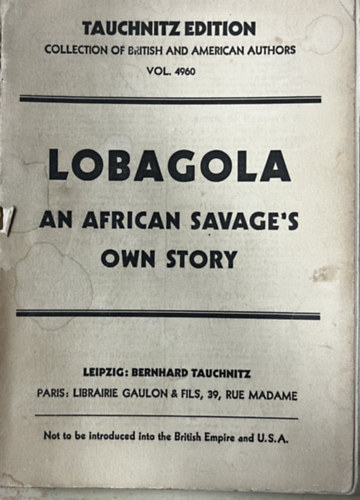 TAUCHNITZ EDITION
COLLECTION OF BRITISH AND AMERICAN AUTHORS
VOL. 4960
LOBAGOLA
AN AFRICAN SAVAGE'S
OWN STORY
LEIPZIG: BERNHARD TAUCHNITZ
PARIS: LIBRAIRIE GAULON & FILS, 39, RUE MADAME
Not to be introduced into the British Empire and U.S.A.